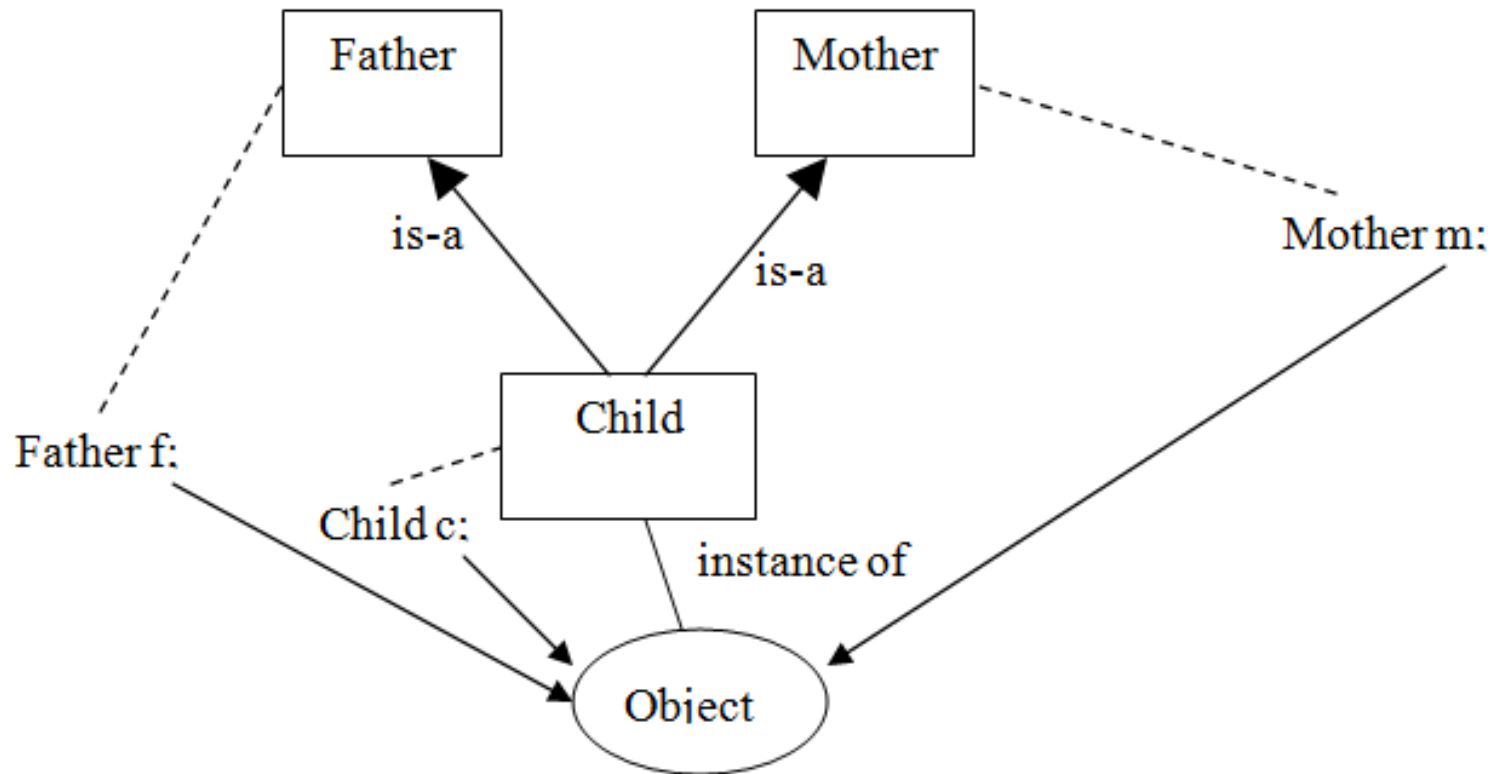 Father
Mother
is-a
is-a
Mother m;
Child
Father f;
Child c;
instance of
Object